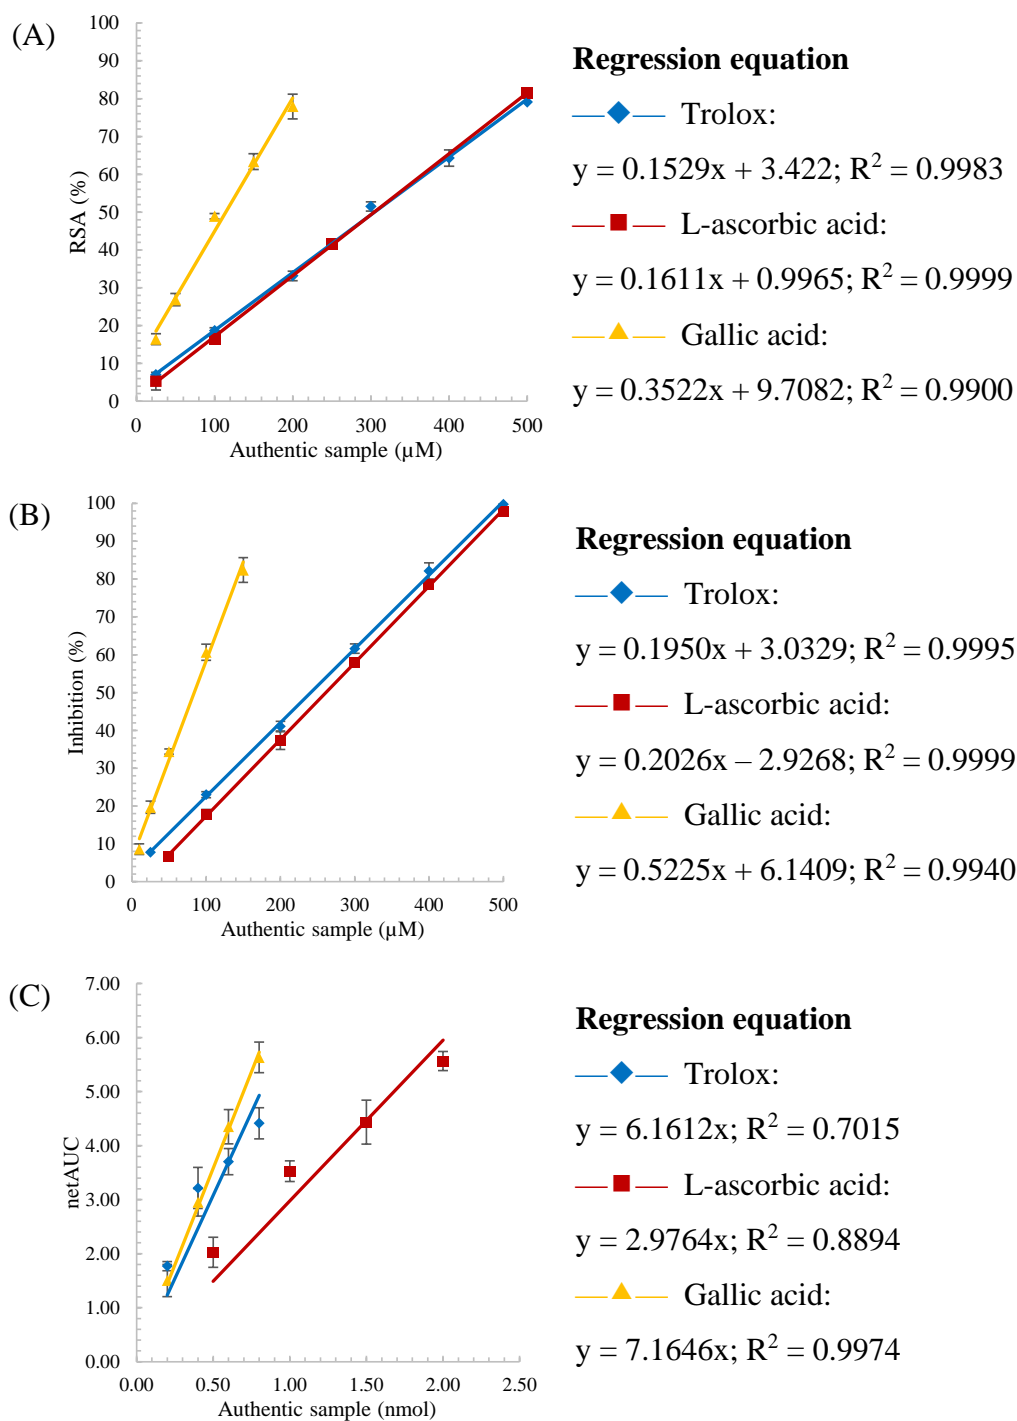 (A)
100
90
80
70
60
50
40
30
20
10
0
RSA (%)
0
100
200
300
400
500
Authentic sample (µM)
Regression equation
Trolox:
y = 0.1529x + 3.422; R² = 0.9983
L-ascorbic acid:
y = 0.1611x + 0.9965; R² = 0.9999
Gallic acid:
y = 0.3522x + 9.7082; R² = 0.9900
(B)
100
90
80
70
60
50
40
30
20
10
0
Inhibition (%)
0
100
200
300
400
500
Authentic sample (µM)
Regression equation
Trolox:
y = 0.1950x + 3.0329; R² = 0.9995
L-ascorbic acid:
y = 0.2026x – 2.9268; R² = 0.9999
Gallic acid:
y = 0.5225x + 6.1409; R² = 0.9940
(C)
7.00
6.00
5.00
4.00
3.00
2.00
1.00
0.00
netAUC
0.00
0.50
1.00
1.50
2.00
2.50
Authentic sample (nmol)
Regression equation
Trolox:
y = 6.1612x; R² = 0.7015
L-ascorbic acid:
y = 2.9764x; R² = 0.8894
Gallic acid:
y = 7.1646x; R² = 0.9974